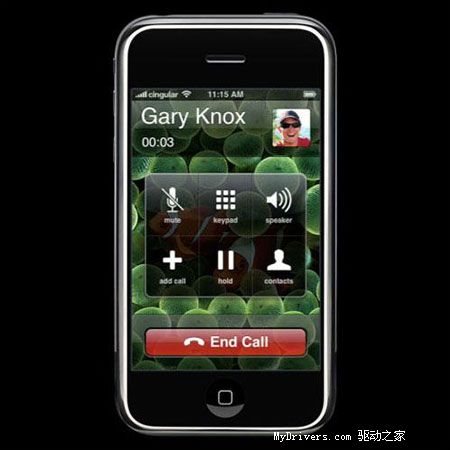 cingular 11:15 AM
Gary Knox
00:03
mute keypad speaker
add call hold contacts
End Call
MyDrivers.com 驱动之家